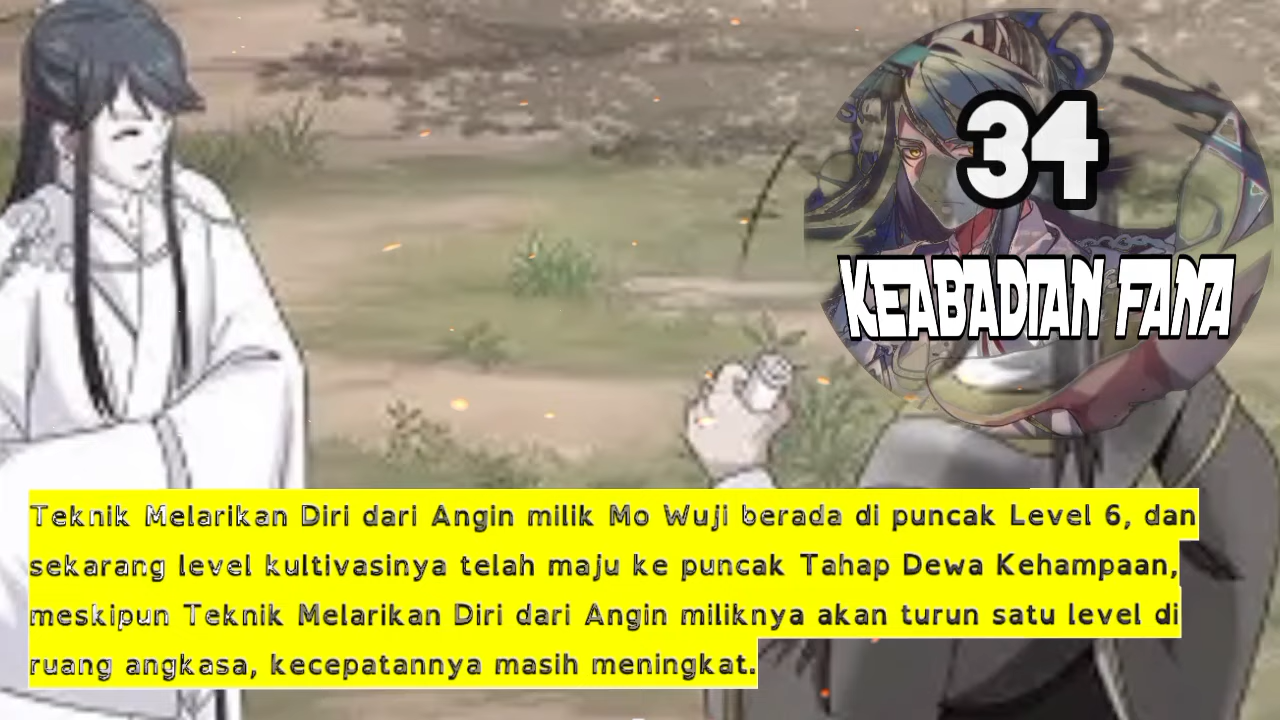 34
KEABADIAN FANA
Teknik Melarikan Diri dari Angin milik Mo Wuji berada di puncak Level 6, dan
sekarang level kultivasinya telah maju ke puncak Tahap Dewa Kehampaan,
meskipun Teknik Melarikan Diri dari Angin miliknya akan turun satu level di
ruang angkasa, kecepatannya masih meningkat.